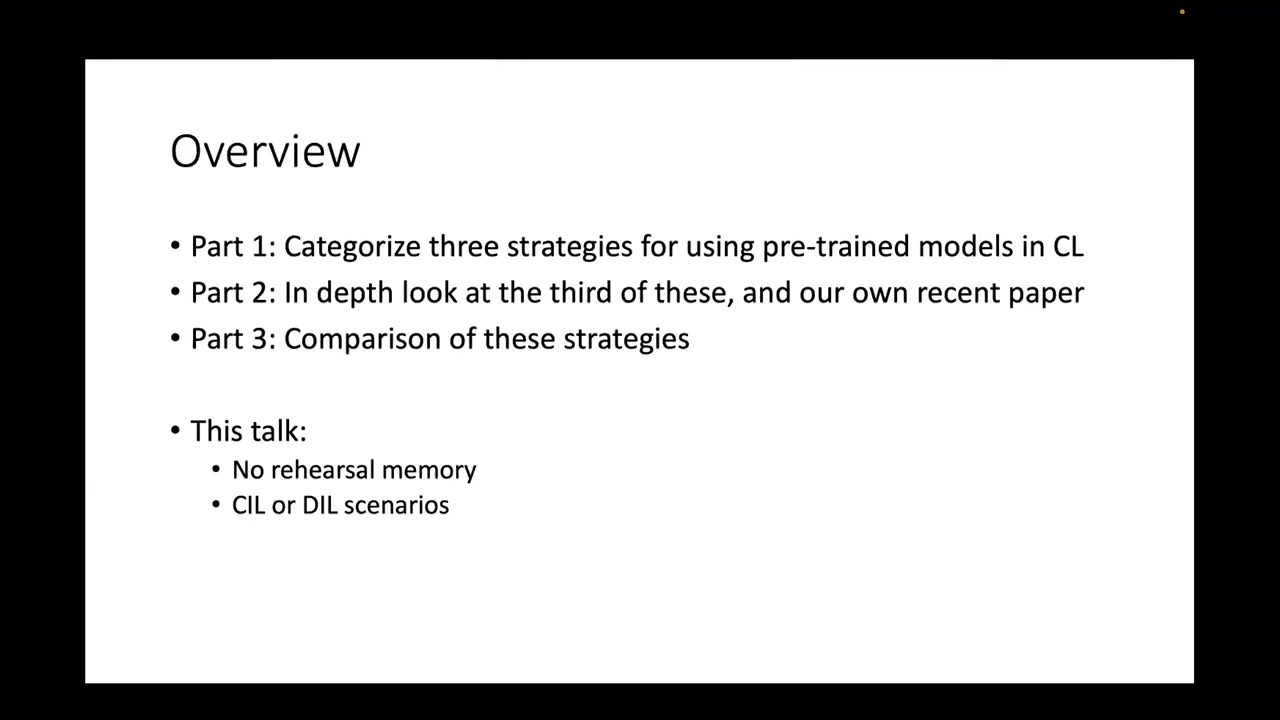 Overview
• Part 1: Categorize three strategies for using pre-trained models in CL
• Part 2: In depth look at the third of these, and our own recent paper
• Part 3: Comparison of these strategies
• This talk:
• No rehearsal memory
• CIL or DIL scenarios